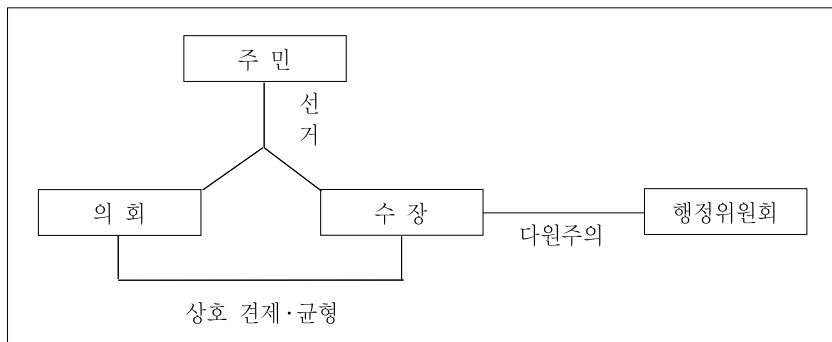 주 민
선
거
의 회
수 장
행정위원회
다원주의
상호 견제·균형